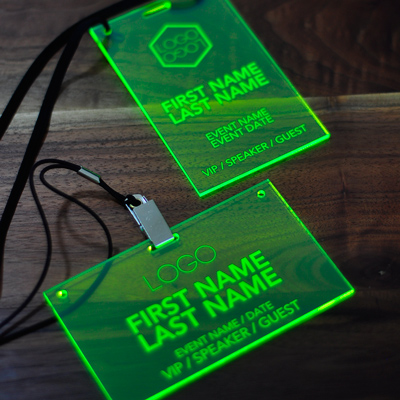 LOGO
DESIGN
FIRST NAME
LAST NAME
EVENT NAME
EVENT DATE
VIP / SPEAKER / GUEST
LOGO
FIRST NAME
LAST NAME
EVENT NAME / DATE
VIP / SPEAKER / GUEST